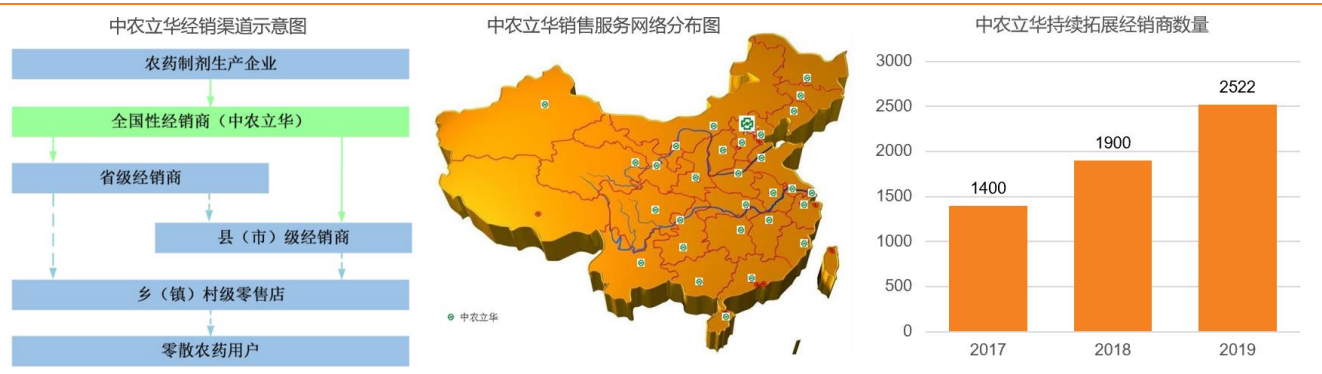 中农立华经销渠道示意图
农药制剂生产企业
全国性经销商（中农立华）
省级经销商
县（市）级经销商
乡（镇）村级零售店
零散农药用户
中农立华销售服务网络分布图
中农立华
中农立华持续拓展经销商数量
3000
2500
2000
1500
1000
500
0
1400
1900
2522
2017
2018
2019